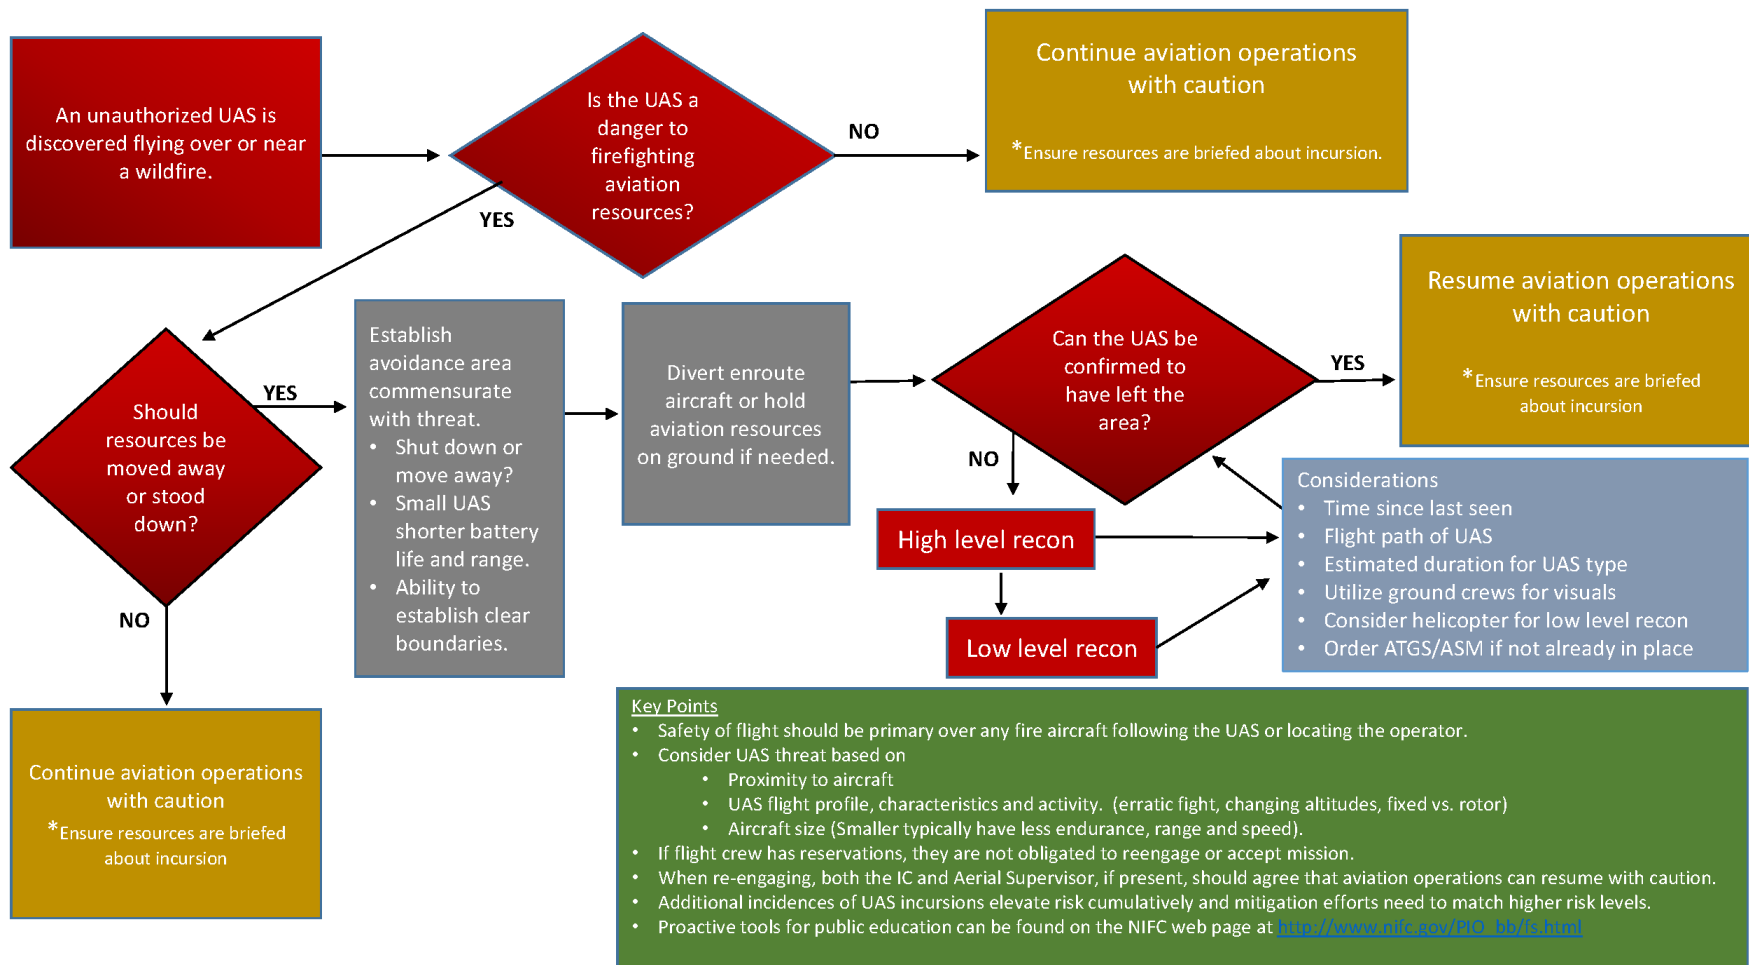 An unauthorized UAS is
discovered flying over or near
a wildfire.
Is the UAS a
danger to
firefighting
aviation
resources?
NO
Continue aviation operations
with caution
*Ensure resources are briefed about incursion.
YES
Should
resources be
moved away
or stood
down?
YES
Establish
avoidance area
commensurate
with threat.
• Shut down or
move away?
• Small UAS
shorter battery
life and range.
• Ability to
establish clear
boundaries.
Divert enroute
aircraft or hold
aviation resources
on ground if needed.
Can the UAS be
confirmed to
have left the
area?
YES
Resume aviation operations
with caution
*Ensure resources are briefed
about incursion
NO
High level recon
Low level recon
Considerations
• Time since last seen
• Flight path of UAS
• Estimated duration for UAS type
• Utilize ground crews for visuals
• Consider helicopter for low level recon
• Order ATGS/ASM if not already in place
NO
Continue aviation operations
with caution
*Ensure resources are briefed
about incursion
Key Points
• Safety of flight should be primary over any fire aircraft following the UAS or locating the operator.
• Consider UAS threat based on
• Proximity to aircraft
• UAS flight profile, characteristics and activity. (erratic fight, changing altitudes, fixed vs. rotor)
• Aircraft size (Smaller typically have less endurance, range and speed).
• If flight crew has reservations, they are not obligated to reengage or accept mission.
• When re-engaging, both the IC and Aerial Supervisor, if present, should agree that aviation operations can resume with caution.
• Additional incidences of UAS incursions elevate risk cumulatively and mitigation efforts need to match higher risk levels.
• Proactive tools for public education can be found on the NIFC web page at http://www.nifc.gov/PIO_bb/fs.html